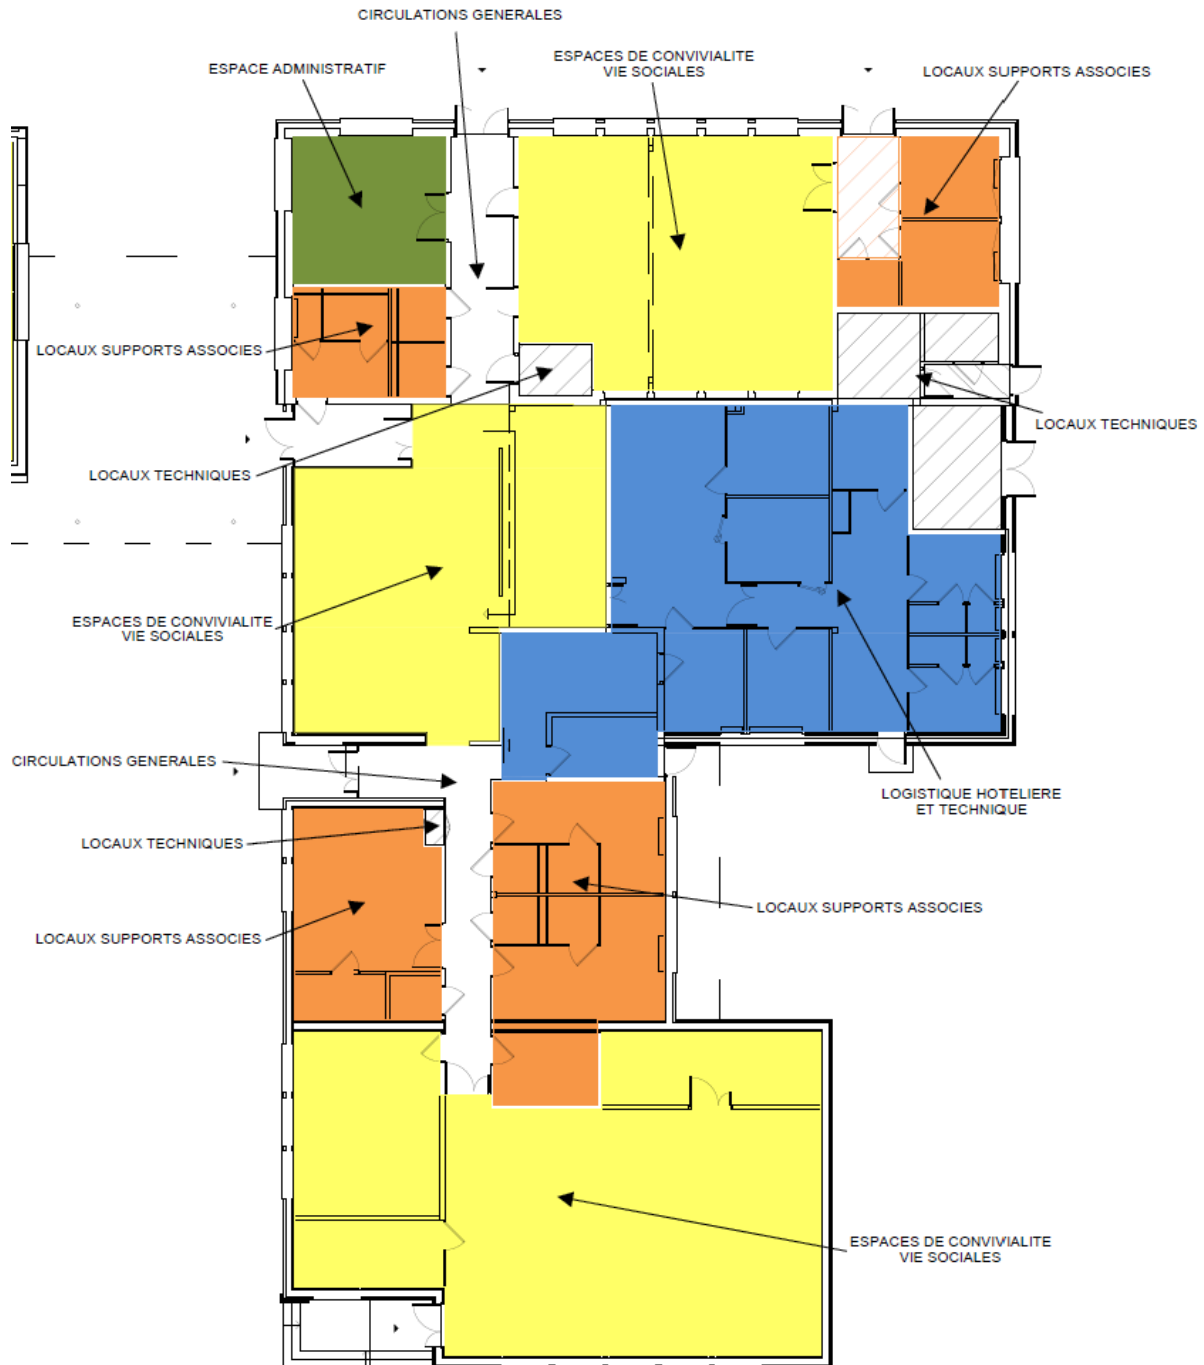 CIRCULATIONS GENERALES
ESPACES DE CONVIVIALITE
VIE SOCIALES
ESPACE ADMINISTRATIF
LOCAUX SUPPORTS ASSOCIES
LOCAUX SUPPORTS ASSOCIES
LOCAUX TECHNIQUES
LOCAUX TECHNIQUES
ESPACES DE CONVIVIALITE
VIE SOCIALES
CIRCULATIONS GENERALES
LOGISTIQUE HOTELIERE
ET TECHNIQUE
LOCAUX TECHNIQUES
LOCAUX SUPPORTS ASSOCIES
LOCAUX SUPPORTS ASSOCIES
ESPACES DE CONVIVIALITE
VIE SOCIALES